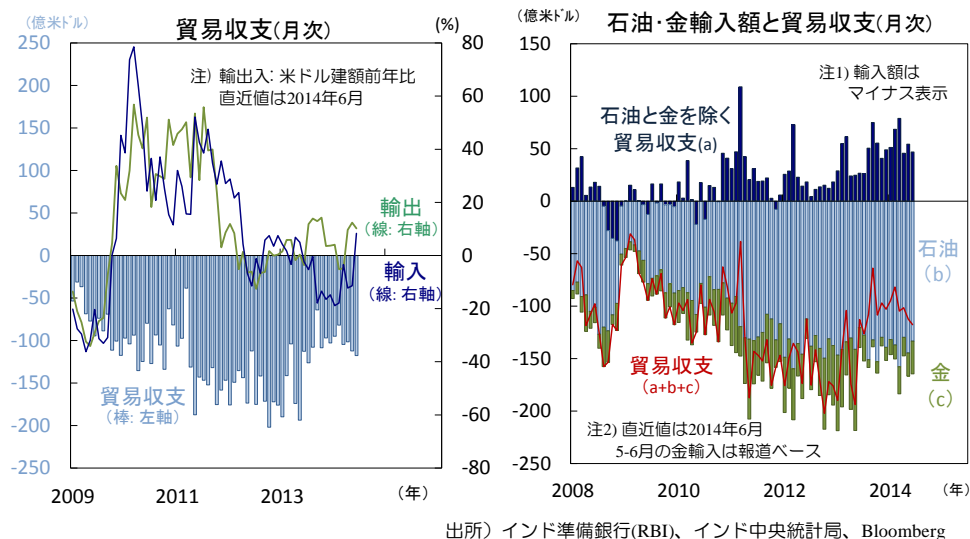 貿易収支(月次)
(億米ドル)
(%)
250
200
150
100
50
0
-50
-100
-150
-200
-250
80
60
40
20
0
-20
-40
-60
-80
注) 輸出入: 米ドル建額前年比
直近値は2014年6月
輸出
(線: 右軸)
輸入
(線: 右軸)
貿易収支
(棒: 左軸)
2009
2011
2013
(年)
石油・金輸入額と貿易収支(月次)
(億米ドル)
150
100
50
0
-50
-100
-150
-200
-250
注1) 輸入額は
マイナス表示
石油と金を除く
貿易収支(a)
石油
(b)
貿易収支
(a+b+c)
金
(c)
注2) 直近値は2014年6月
5-6月の金輸入は報道ベース
2008
2010
2012
2014
(年)
出所）インド準備銀行(RBI)、インド中央統計局、Bloomberg